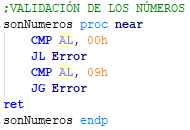 ;VALIDACIÓN DE LOS NÚMEROS
sonNumeros proc near
CMP AL, 00h
JL Error
CMP AL, 09h
JG Error
ret
sonNumeros endp